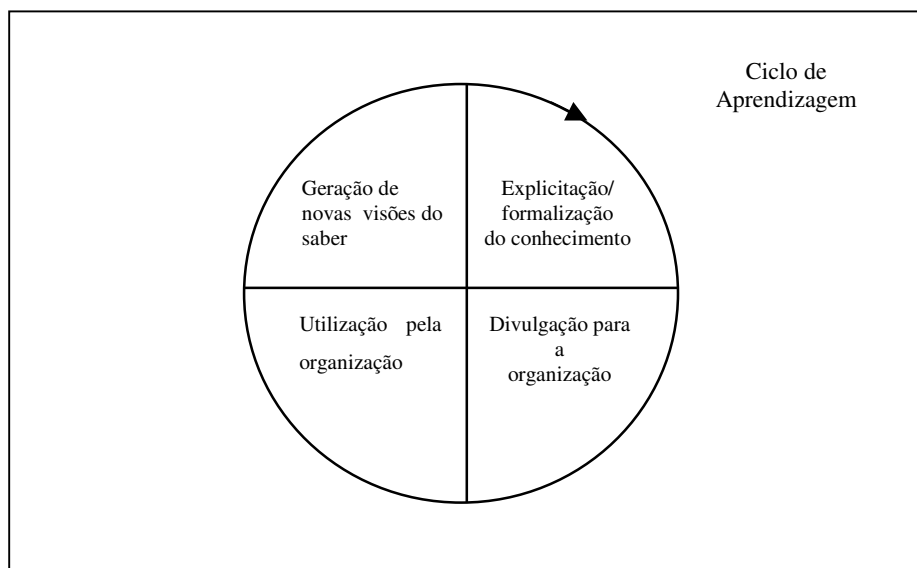 Ciclo de
Aprendizagem
Geração de
novas visões do
saber
Explicitação/
formalização
do conhecimento
Utilização pela
organização
Divulgação para
a
organização